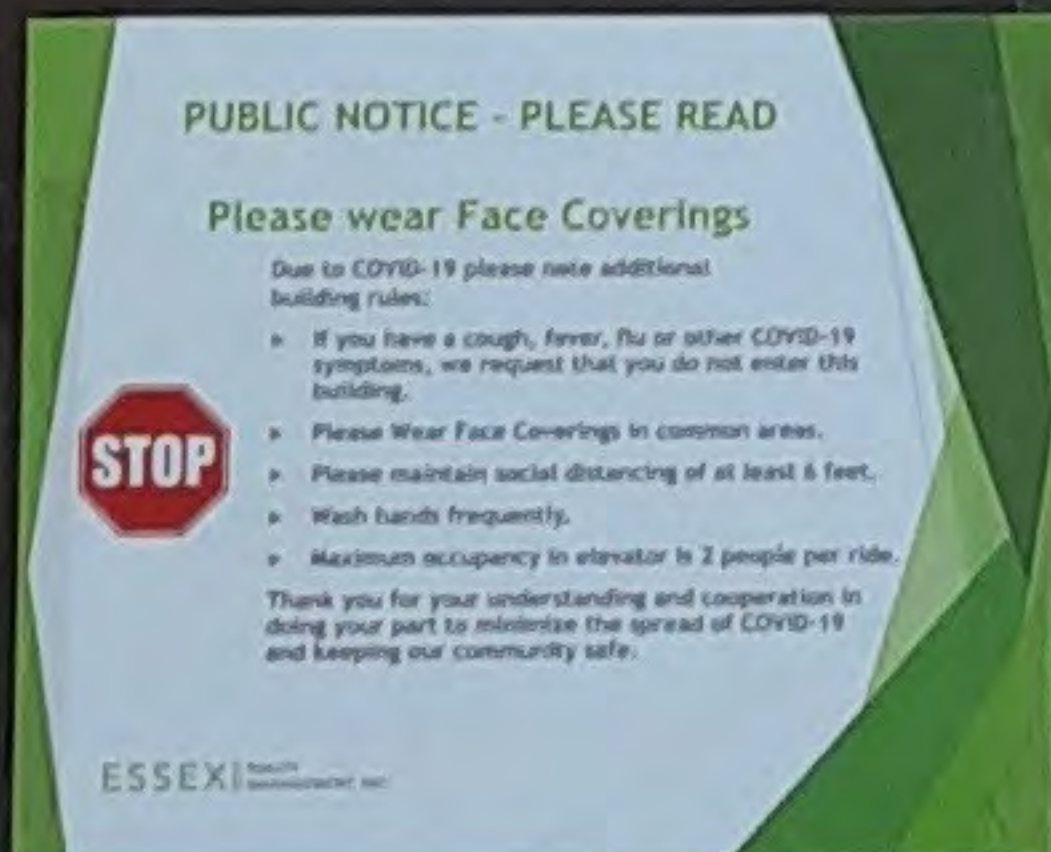 PUBLIC NOTICE - PLEASE READ
Please wear Face Coverings
Due to COVID-19 please note additional
building rules:
If you have a cough, fever, flu or other COVID-19
symptoms, we request that you do not enter this
building.
STOP
Please Wear Face Coverings in common areas.
Please maintain social distancing of at least 6 feet.
Wash hands frequently.
Maximum occupancy in elevator is 2 people per ride.
Thank you for your understanding and cooperation in
doing your part to minimize the spread of COVID-19
and keeping our community safe.
ESSEX